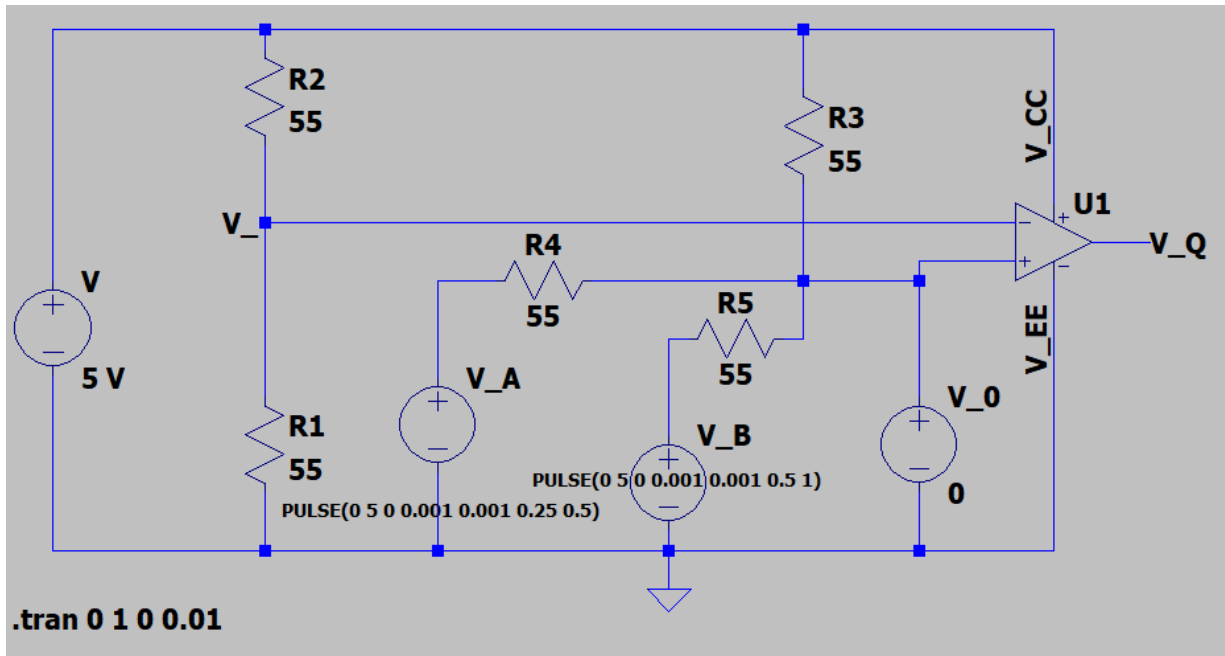 R2
55
R3
55
V_CC
U1
V_
R4
55
V_Q
V
5 V
R5
55
V_EE
V_A
R1
55
V_B
V_0
0
PULSE(0 5 0 0.001 0.001 0.5 1)
PULSE(0 5 0 0.001 0.001 0.25 0.5)
.tran 0 1 0 0.01